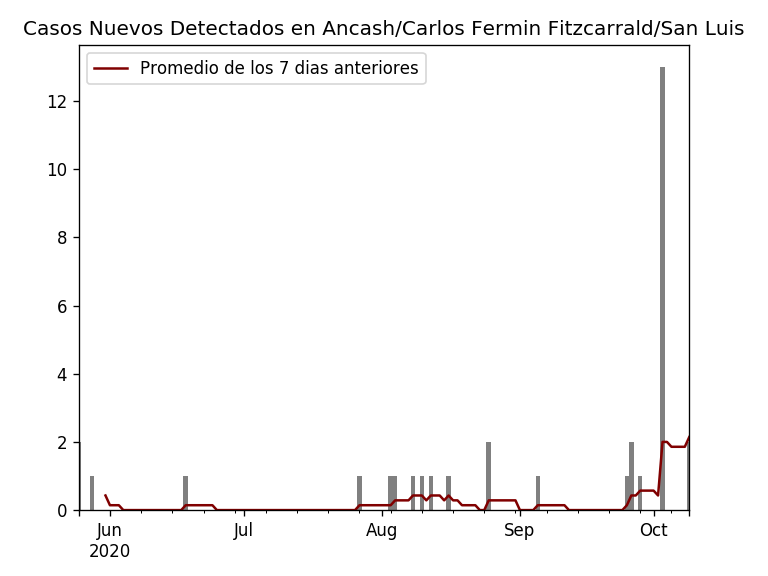 Casos Nuevos Detectados en Ancash/Carlos Fermin Fitzcarrald/San Luis
Promedio de los 7 dias anteriores
12
10
8
6
4
2
0
Jun Jul Aug Sep Oct
2020